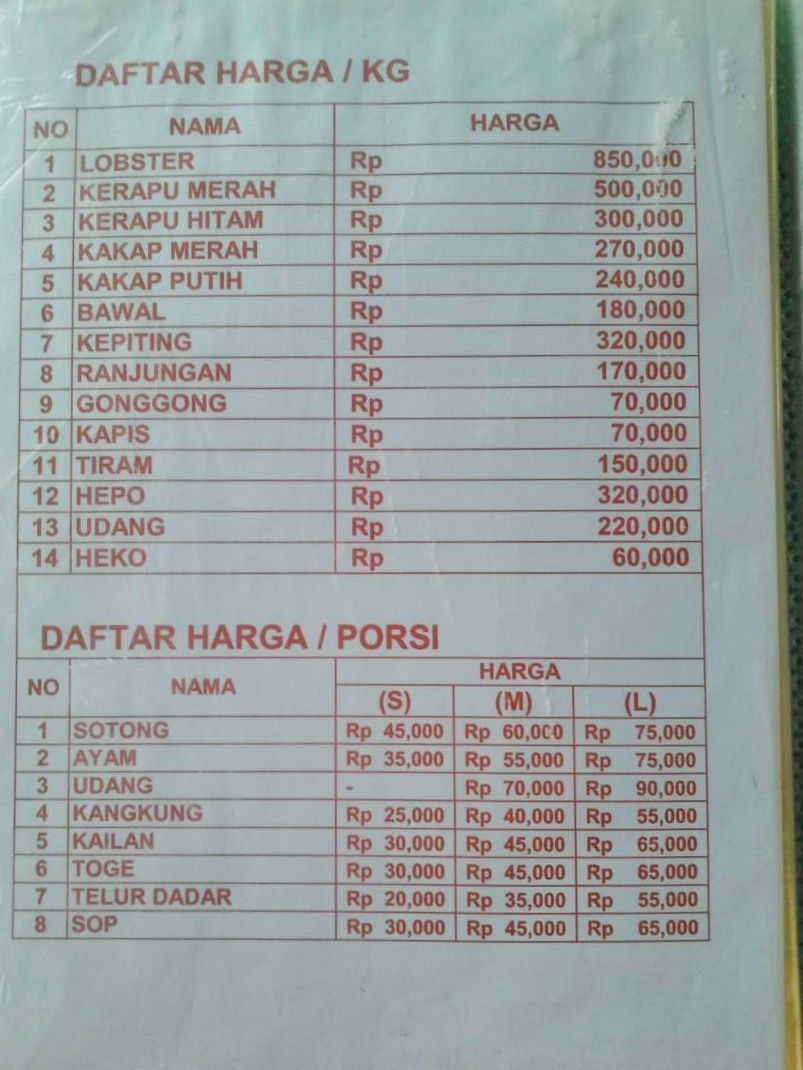 DAFTAR HARGA / KG
NO NAMA HARGA
1 LOBSTER Rp 850,000
2 KERAPU MERAH Rp 500,000
3 KERAPU HITAM Rp 300,000
4 KAKAP MERAH Rp 270,000
5 KAKAP PUTIH Rp 240,000
6 BAWAL Rp 180,000
7 KEPITING Rp 320,000
8 RANJUNGAN Rp 170,000
9 GONGGONG Rp 70,000
10 KAPIS Rp 70,000
11 TIRAM Rp 150,000
12 HEPO Rp 320,000
13 UDANG Rp 220,000
14 HEKO Rp 60,000
DAFTAR HARGA / PORSI
NO NAMA HARGA
(S) (M) (L)
1 SOTONG Rp 45,000 Rp 60,000 Rp 75,000
2 AYAM Rp 35,000 Rp 55,000 Rp 75,000
3 UDANG - Rp 70,000 Rp 90,000
4 KANGKUNG Rp 25,000 Rp 40,000 Rp 55,000
5 KAILAN Rp 30,000 Rp 45,000 Rp 65,000
6 TOGE Rp 30,000 Rp 45,000 Rp 65,000
7 TELUR DADAR Rp 20,000 Rp 35,000 Rp 55,000
8 SOP Rp 30,000 Rp 45,000 Rp 65,000